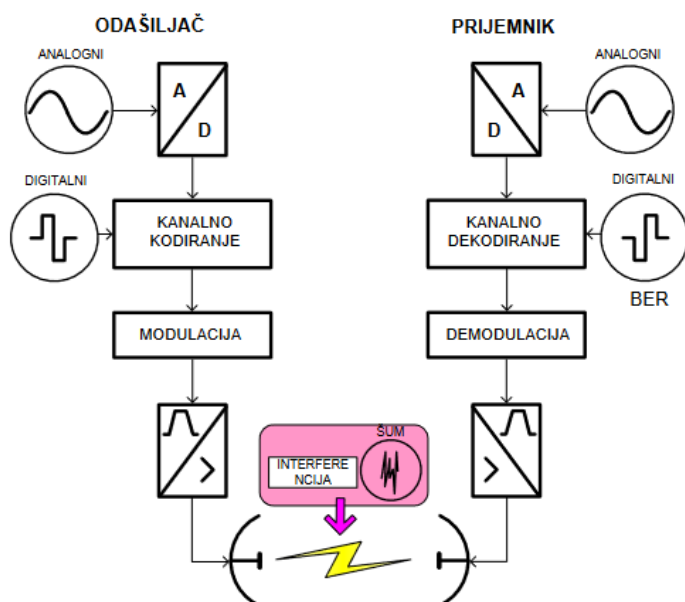 ODAŠILJAČ
PRIJEMNIK
ANALOGNI
ANALOGNI
A
D
A
D
DIGITALNI
DIGITALNI
KANALNO
KODIRANJE
KANALNO
DEKODIRANJE
BER
MODULACIJA
DEMODULACIJA
ŠUM
INTERFERE
NCIJA